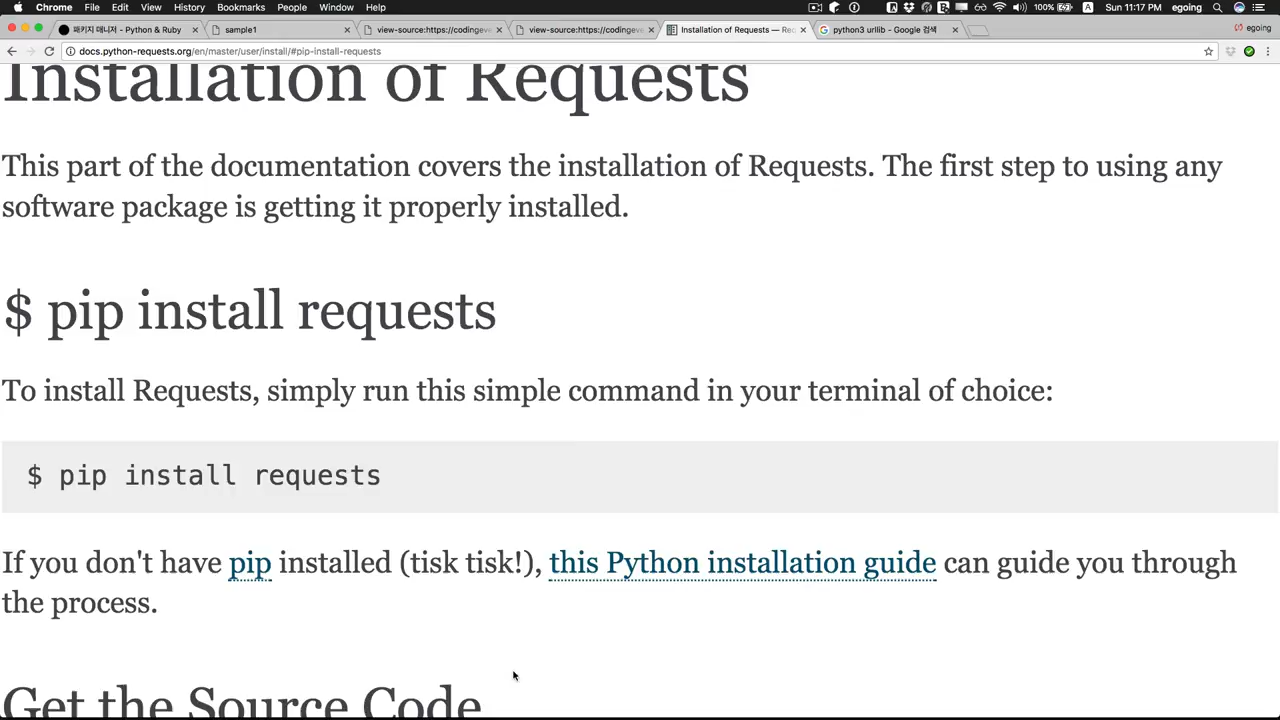 Chrome File Edit View History Bookmarks People Window Help 100% Sun 11:17 PM egoing
패키지 매니저 - Python & Ruby sample1 view-source:https://codingeve view-source:https://codingeve Installation of Requests — Rec python3 urllib - Google 검색 egoing
docs.python-requests.org/en/master/user/install/#pip-install-requests
Installation of Requests
This part of the documentation covers the installation of Requests. The first step to using any
software package is getting it properly installed.
$ pip install requests
To install Requests, simply run this simple command in your terminal of choice:
$ pip install requests
If you don't have pip installed (tisk tisk!), this Python installation guide can guide you through
the process.
Get the Source Code